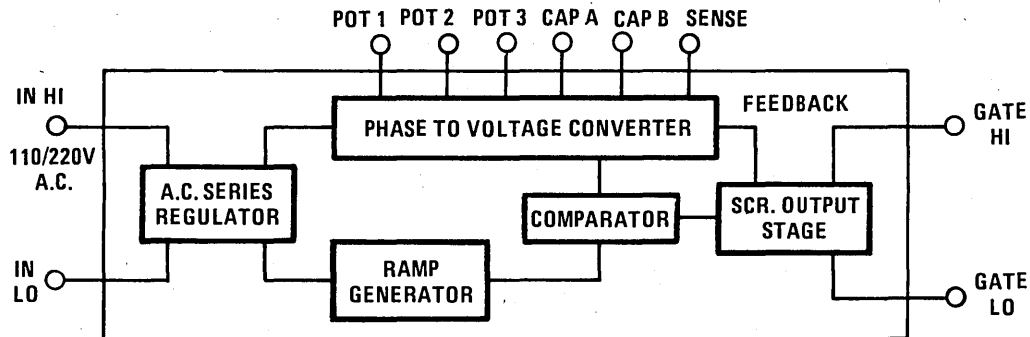 POT 1 POT 2 POT 3 CAP A CAP B SENSE
IN HI
110/220V
A.C.
IN
LO
A.C. SERIES
REGULATOR
PHASE TO VOLTAGE CONVERTER
FEEDBACK
RAMP
GENERATOR
COMPARATOR
SCR. OUTPUT
STAGE
GATE
HI
GATE
LO